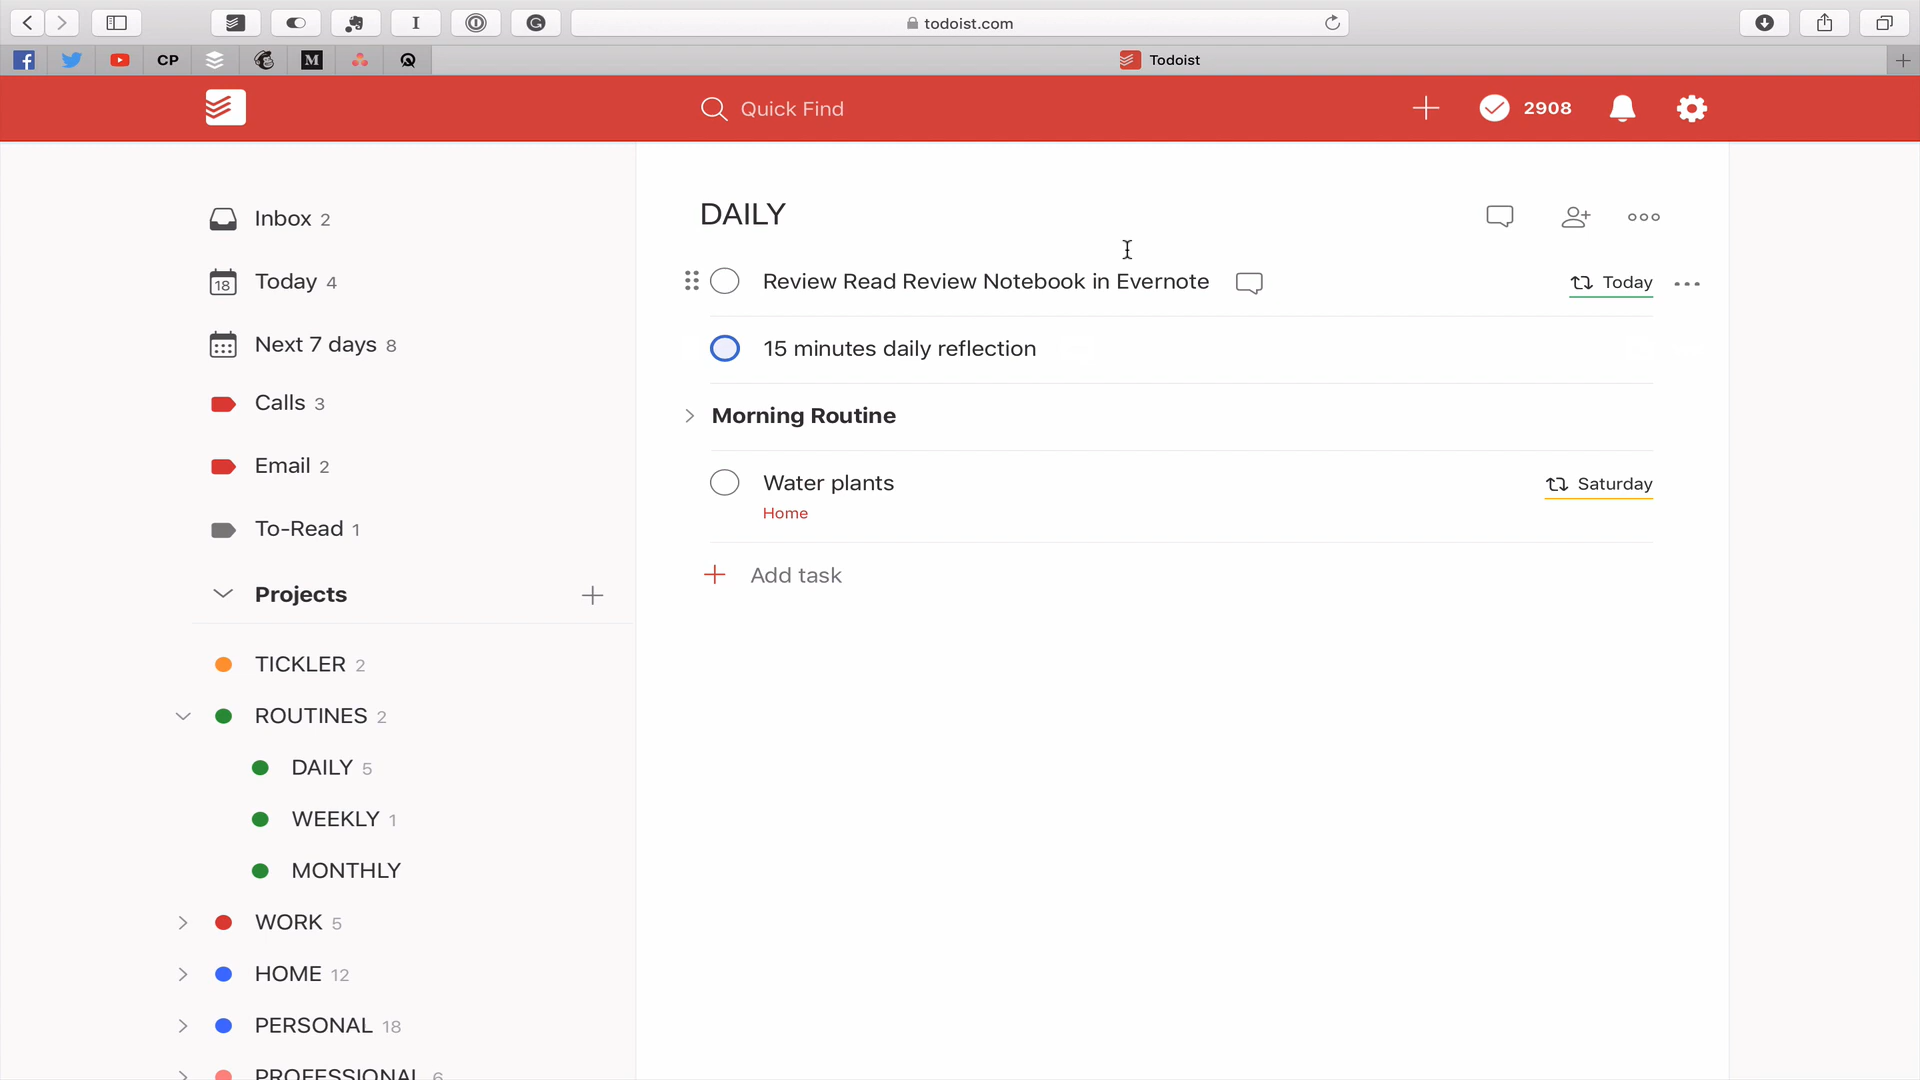 todoist.com
CP
M
Todoist
Quick Find
2908
Inbox 2
18
Today 4
Next 7 days 8
Calls 3
Email 2
To-Read 1
Projects
TICKLER 2
ROUTINES 2
DAILY 5
WEEKLY 1
MONTHLY
WORK 5
HOME 12
PERSONAL 18
PROFESSIONAL 6
DAILY
Review Read Review Notebook in Evernote
Today
15 minutes daily reflection
Morning Routine
Water plants
Saturday
Home
Add task